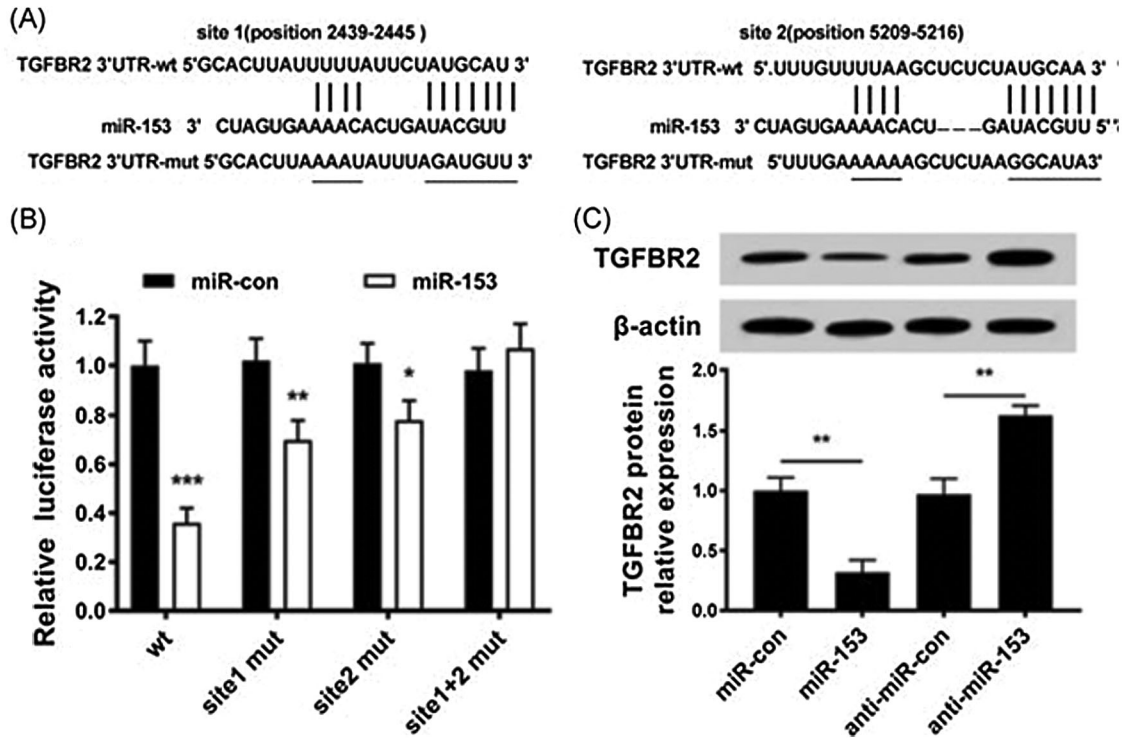 (A)
site 1(position 2439-2445 )
TGFBR2 3'UTR-wt 5'GCACUUAUUUUUAUUCUAUGCAU 3'
miR-153 3' CUAGUGAAAACACUGAUACGUU
TGFBR2 3'UTR-mut 5'GCACUUAAAAUAUUUAGAUGUU 3'
site 2(position 5209-5216)
TGFBR2 3'UTR-wt 5'.UUUGUUUUAAGCUCUCUAUGCAA 3'
miR-153 3' CUAGUGAAAACACU---GAUACGUU 5'
TGFBR2 3'UTR-mut 5'UUUGAAAAAAGCUCUAAGGCAUA3'
(B)
miR-con miR-153
Relative luciferase activity
1.2
1.0
0.8
0.6
0.4
0.2
0.0
***
**
*
wt
site1 mut
site2 mut
site1+2 mut
(C)
TGFBR2
β-actin
TGFBR2 protein
relative expression
2.0
1.5
1.0
0.5
0.0
**
**
miR-con
miR-153
anti-miR-con
anti-miR-153